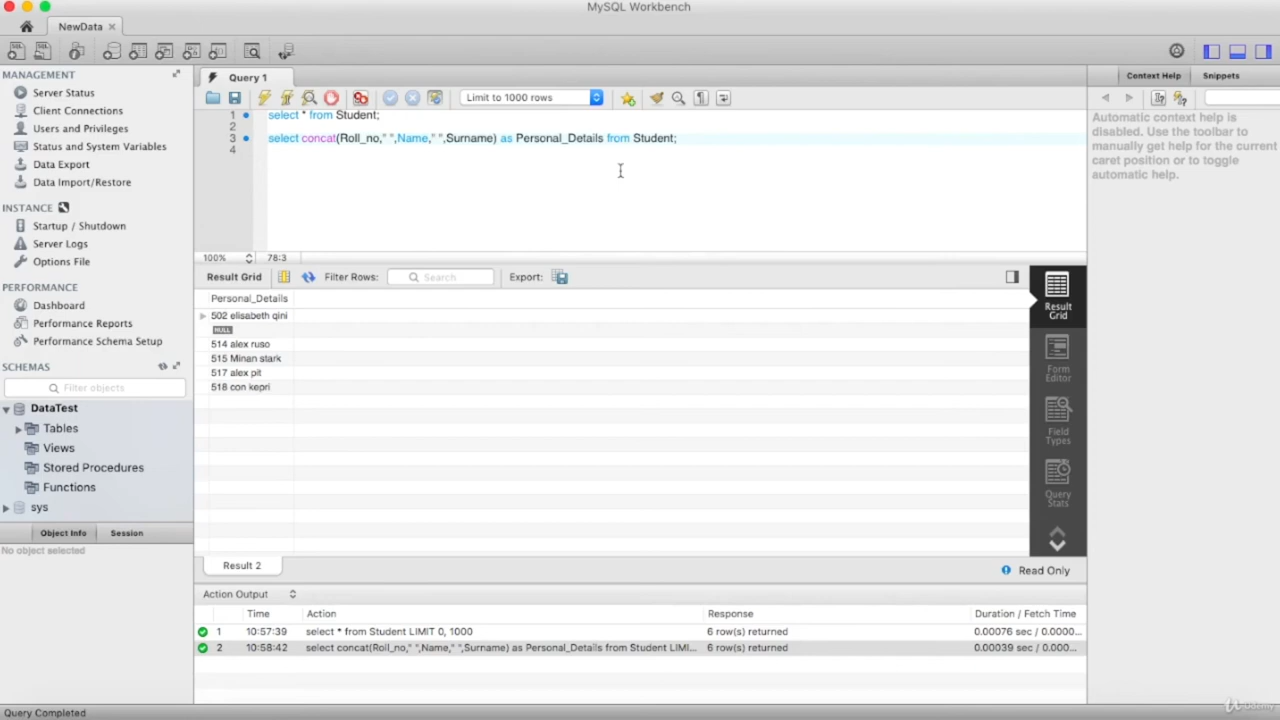 MySQL Workbench
NewData
MANAGEMENT
Server Status
Client Connections
Users and Privileges
Status and System Variables
Data Export
Data Import/Restore
INSTANCE
Startup / Shutdown
Server Logs
Options File
PERFORMANCE
Dashboard
Performance Reports
Performance Schema Setup
SCHEMAS
Filter objects
DataTest
Tables
Views
Stored Procedures
Functions
sys
Object Info Session
No object selected
Query 1
Limit to 1000 rows
1 select * from Student;
2
3 select concat(Roll_no," ",Name," ",Surname) as Personal_Details from Student;
4
100% 78:3
Result Grid Filter Rows: Search Export:
Personal_Details
502 elisabeth qini
NULL
514 alex ruso
515 Minan stark
517 alex pit
518 con kepri
Result Grid
Form Editor
Field Types
Query Stats
Result 2
Read Only
Action Output
Time Action Response Duration / Fetch Time
1 10:57:39 select * from Student LIMIT 0, 1000 6 row(s) returned 0.00076 sec / 0.0000...
2 10:58:42 select concat(Roll_no," ",Name," ",Surname) as Personal_Details from Student LIMI... 6 row(s) returned 0.00039 sec / 0.000...
Context Help Snippets
Automatic context help is
disabled. Use the toolbar to
manually get help for the current
caret position or to toggle
automatic help.
Query Completed
Udemy